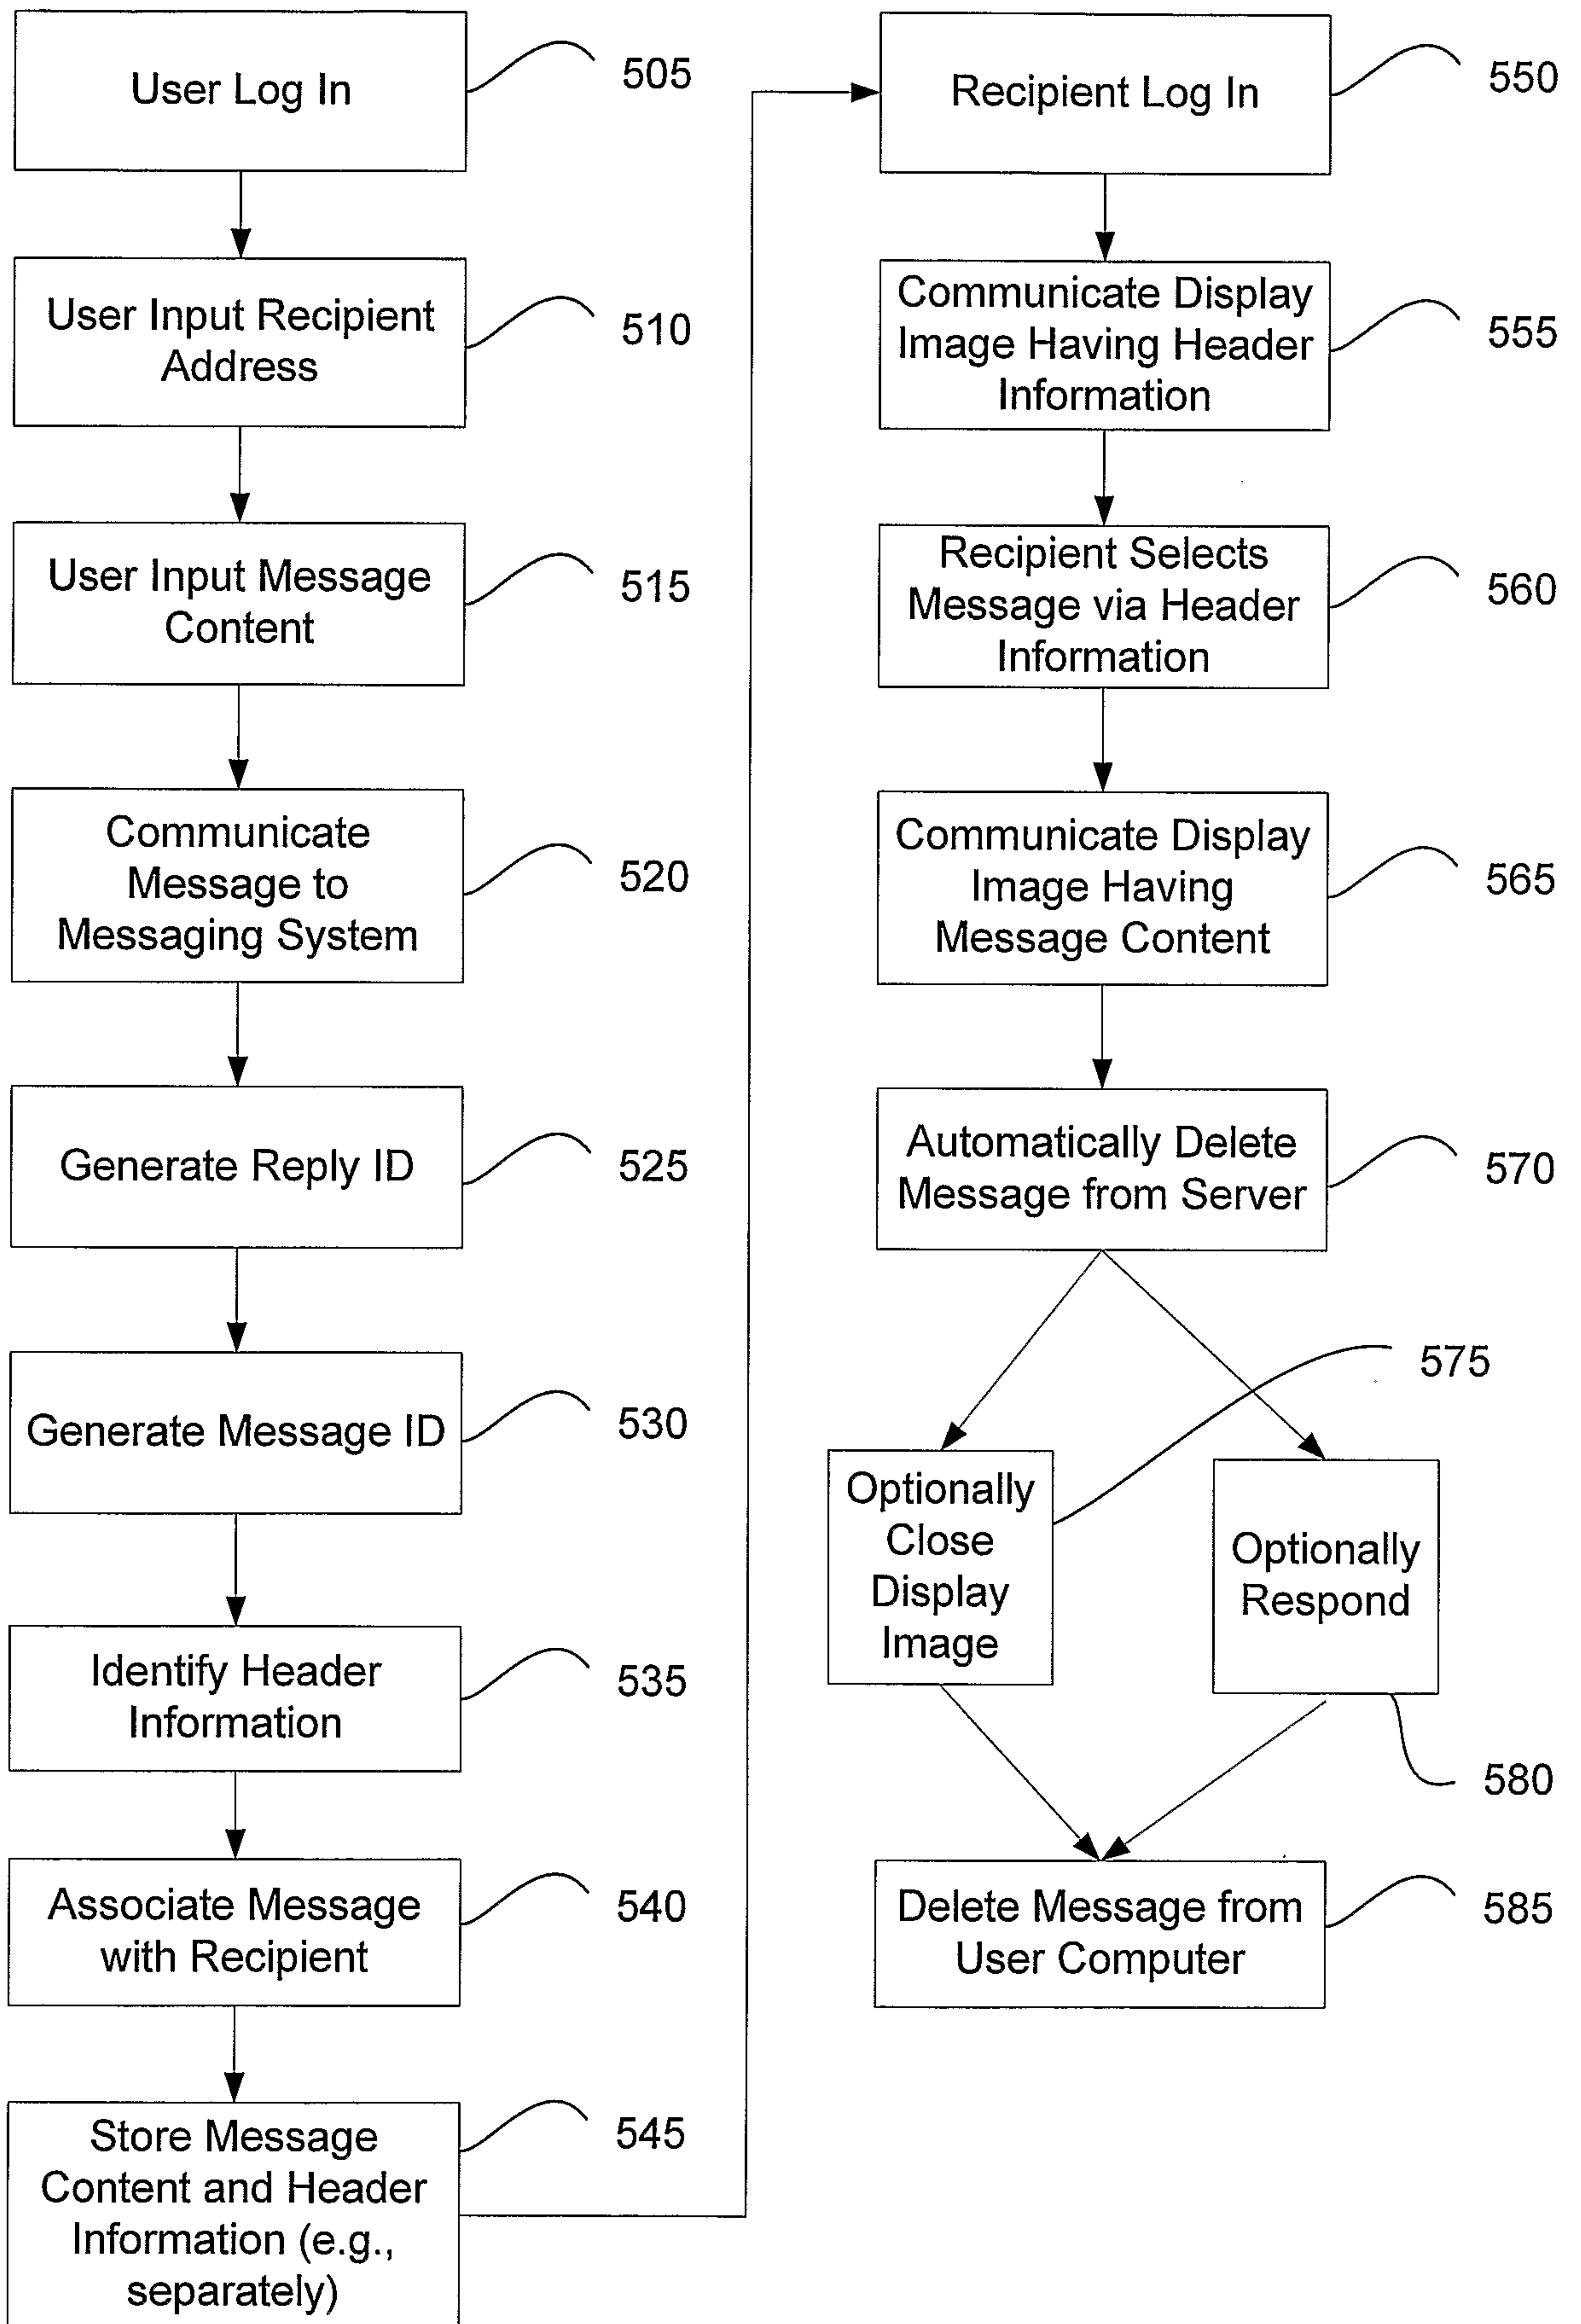 User Log In
505
User Input Recipient
Address
510
User Input Message
Content
515
Communicate
Message to
Messaging System
520
Generate Reply ID
525
Generate Message ID
530
Identify Header
Information
535
Associate Message
with Recipient
540
Store Message
Content and Header
Information (e.g.,
separately)
545
Recipient Log In
550
Communicate Display
Image Having Header
Information
555
Recipient Selects
Message via Header
Information
560
Communicate Display
Image Having
Message Content
565
Automatically Delete
Message from Server
570
Optionally
Close
Display
Image
575
Optionally
Respond
580
Delete Message from
User Computer
585